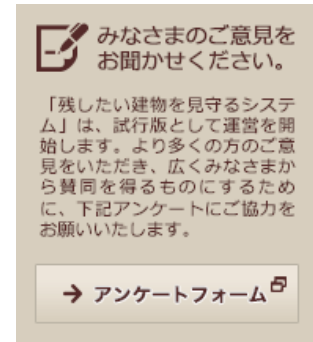 みなさまのご意見を
お聞かせください。
「残したい建物を見守るシステ
ム」は、試行版として運営を開
始します。より多くの方のご意
見をいただき、広くみなさまか
ら賛同を得るものにするため
に、下記アンケートにご協力を
お願いいたします。
アンケートフォーム